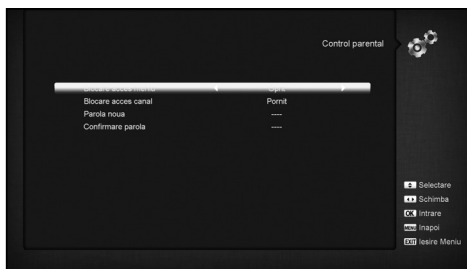 Control parental
Blocare acces meniu Oprit
Blocare acces canal Pornit
Parola noua ----
Confirmare parola ----
Selectare
Schimba
OK Intrare
MENU Inapoi
EXIT Iesire Meniu